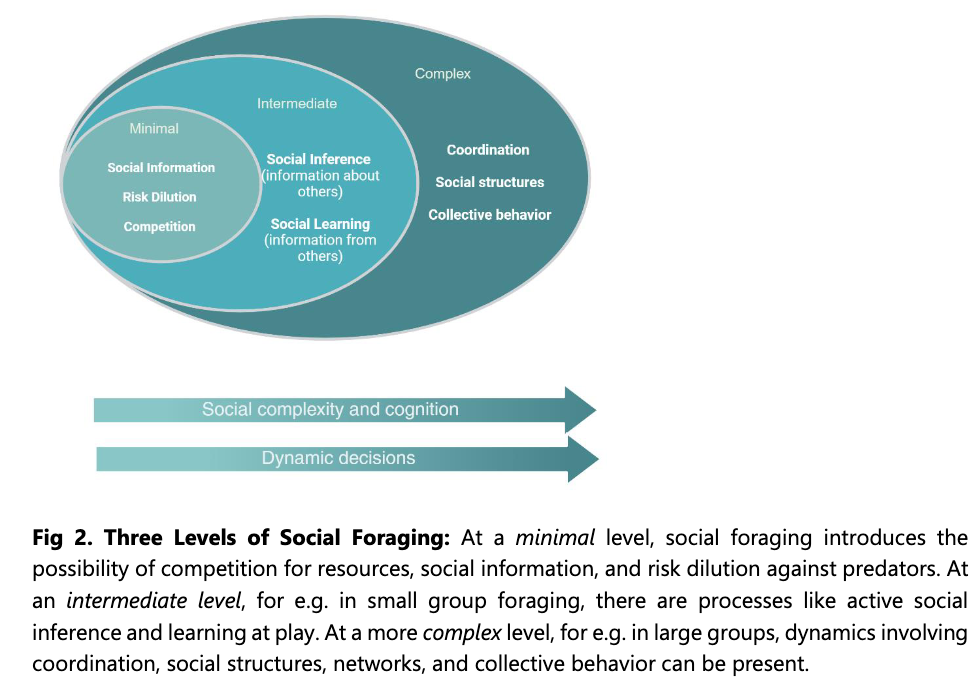 Complex
Intermediate
Minimal
Social Information
Risk Dilution
Competition
Social Inference
(information about
others)
Social Learning
(information from
others)
Coordination
Social structures
Collective behavior
Social complexity and cognition
Dynamic decisions
Fig 2. Three Levels of Social Foraging: At a minimal level, social foraging introduces the
possibility of competition for resources, social information, and risk dilution against predators. At
an intermediate level, for e.g. in small group foraging, there are processes like active social
inference and learning at play. At a more complex level, for e.g. in large groups, dynamics involving
coordination, social structures, networks, and collective behavior can be present.